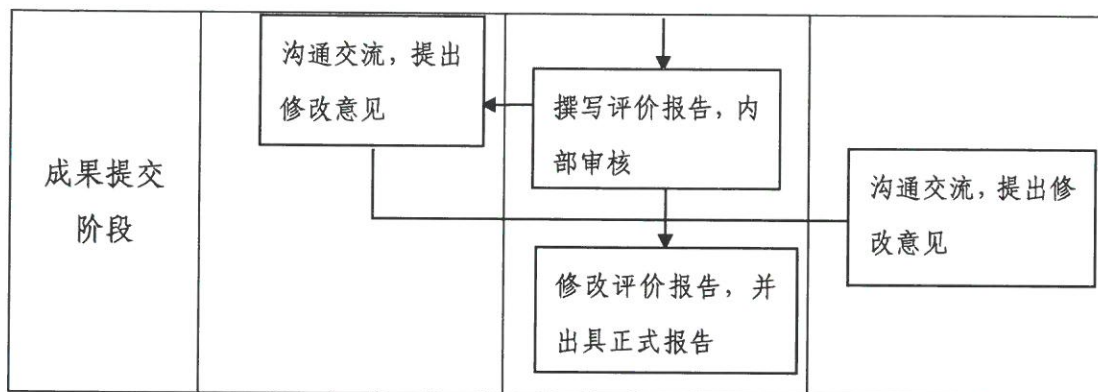 成果提交
阶段
沟通交流，提出
修改意见
撰写评价报告，内
部审核
沟通交流，提出修
改意见
修改评价报告，并
出具正式报告